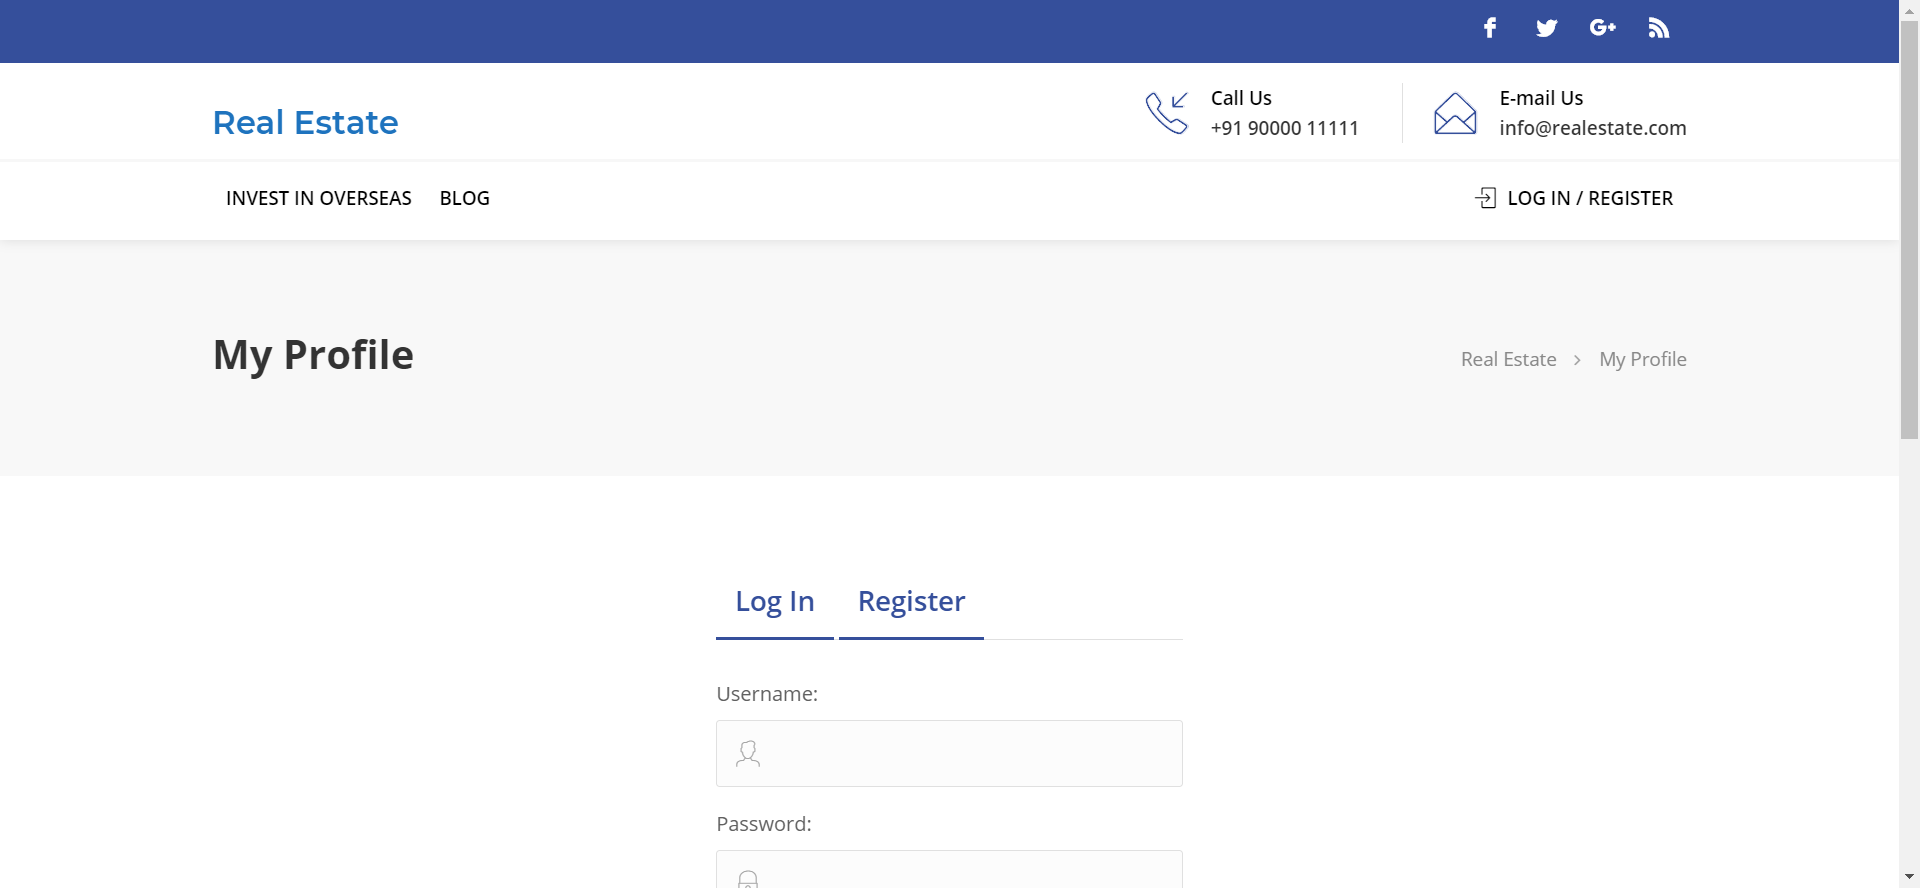 Real Estate
Call Us
+91 90000 11111
E-mail Us
info@realestate.com
INVEST IN OVERSEAS
BLOG
LOG IN / REGISTER
My Profile
Real Estate
My Profile
Log In
Register
Username:
Password: